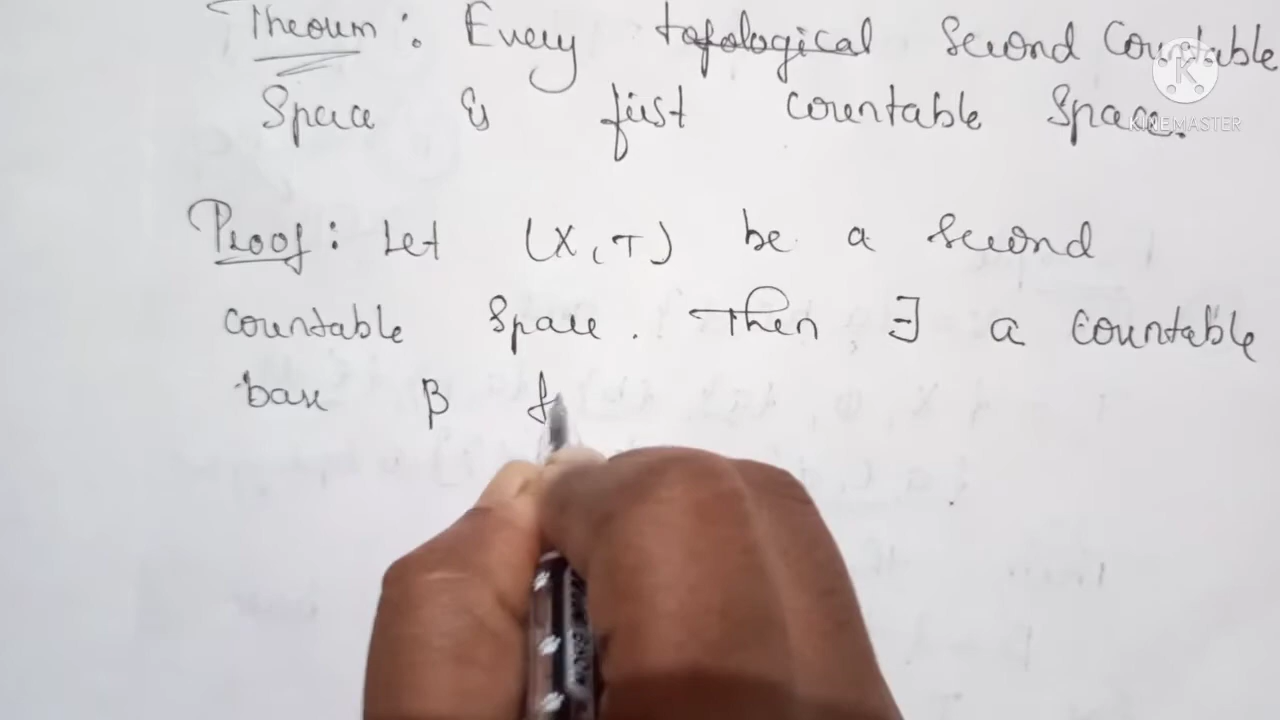 Theorem : Every topological Second Countable
Space is first countable Space.
Proof : Let (X, T) be a second
countable Space . Then ∃ a countable
base β f
KINEMASTER